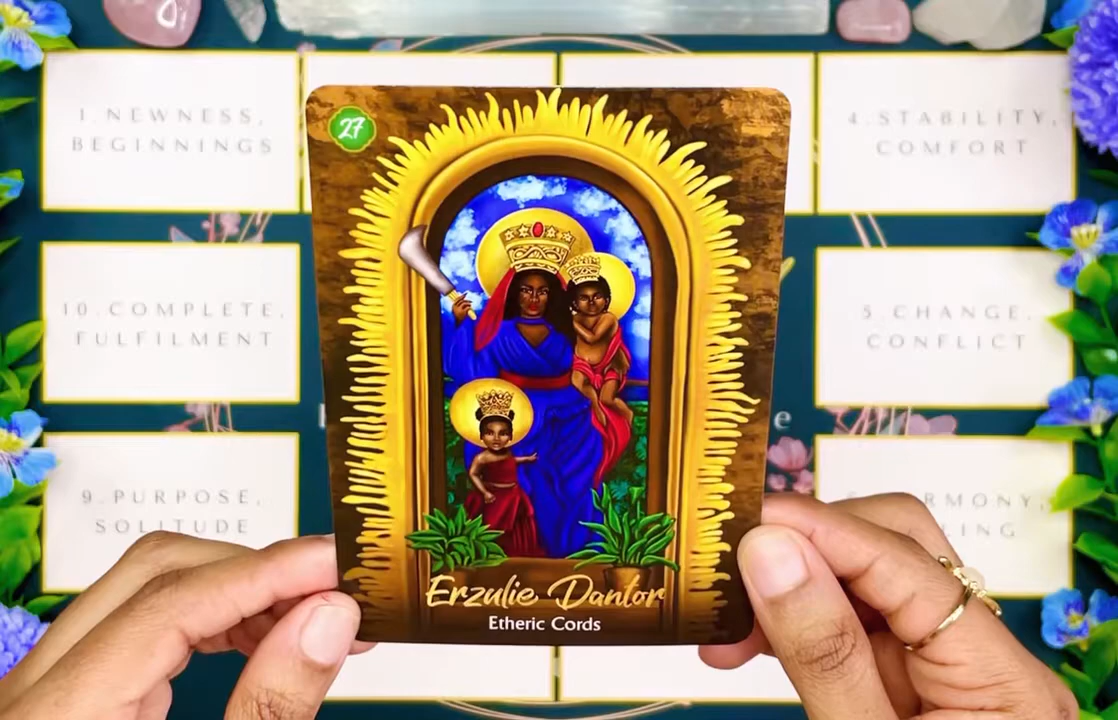 1. NEWNESS,
BEGINNINGS
4. STABILITY,
COMFORT
27
10. COMPLETE,
FULFILMENT
5. CHANGE,
CONFLICT
9. PURPOSE,
SOLITUDE
Erzulie Dantor
Etheric Cords